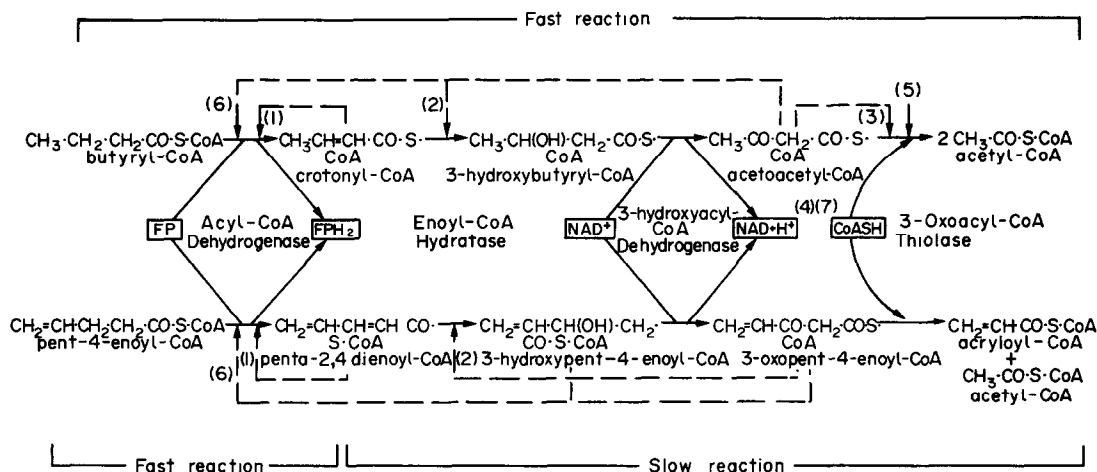 Fast reaction
(6)
(1)
(2)
(5)
(3)
CH₃·CH₂·CH₂·CO·S·CoA
butyryl-CoA
CH₃CH=CH·CO·S·
CoA
crotonyl-CoA
CH₃·CH(OH)·CH₂·CO·S·
CoA
3-hydroxybutyryl-CoA
CH₃·CO·CH₂·CO·S·
CoA
acetoacetyl-CoA
2 CH₃·CO·S·CoA
acetyl-CoA
FP
Acyl-CoA
Dehydrogenase
FPH₂
Enoyl-CoA
Hydratase
NAD⁺
3-hydroxyacyl-
CoA
Dehydrogenase
NAD+H⁺
(4)(7)
CoASH
3-Oxoacyl-CoA
Thiolase
CH₂=CH·CH₂·CH₂·CO·S·CoA
pent-4-enoyl-CoA
CH₂=CH·CH=CH CO·
S·CoA
penta-2,4 dienoyl-CoA
CH₂=CH·CH(OH)·CH₂·
CO·S·CoA
3-hydroxypent-4-enoyl-CoA
CH₂=CH·CO·CH₂COS·
CoA
3-oxopent-4-enoyl-CoA
CH₂=CH·CO·S·CoA
acryloyl-CoA
+
CH₃·CO·S·CoA
acetyl-CoA
(6)
(1)
(2)
Fast reaction
Slow reaction